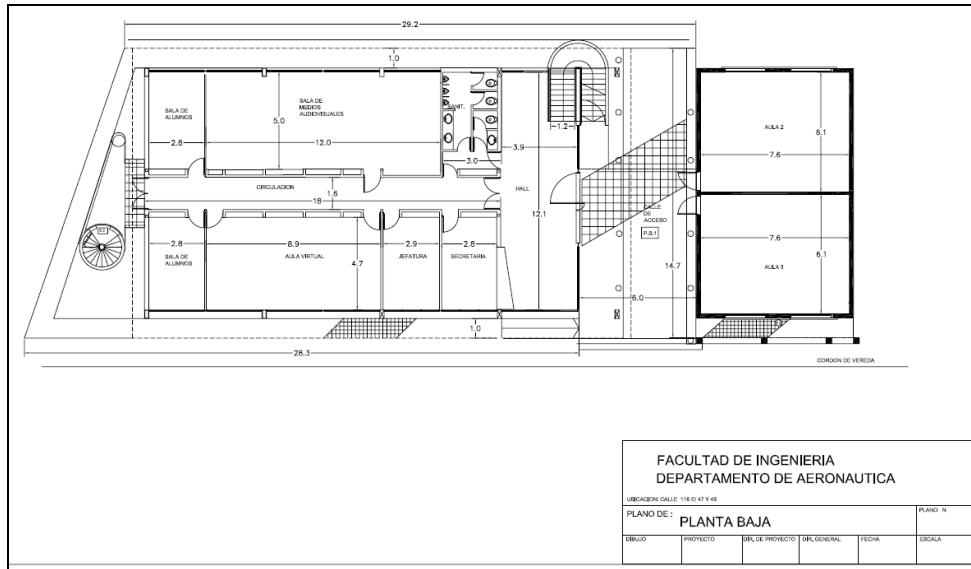 29.2
1.0
SALA DE
ALUMNOS
SALA DE
MEDIOS
AUDIOVISUALES
SANIT.
5.0
1.2
2.8
12.0
3.0
3.9
AULA 2
6.1
7.6
CIRCULACION
1.6
18
HALL
12.1
CALLE
DE
ACCESO
P.B.1
2.8
8.9
2.9
2.8
SALA DE
ALUMNOS
AULA VIRTUAL
4.7
JEFATURA
SECRETARIA
14.7
7.6
AULA 3
6.1
6.0
1.0
28.3
CORDON DE VEREDA
FACULTAD DE INGENIERIA
DEPARTAMENTO DE AERONAUTICA
UBICACION: CALLE 116 E/ 47 Y 48
PLANO DE : PLANTA BAJA
PLANO N
DIBUJO
PROYECTO
DIR. DE PROYECTO
DIR. GENERAL
FECHA
ESCALA